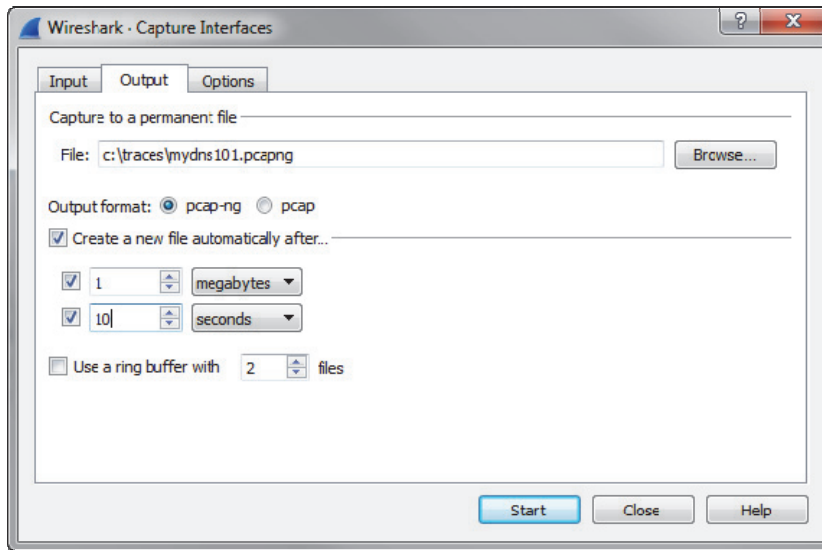 Wireshark · Capture Interfaces
Input Output Options
Capture to a permanent file
File: c:\traces\mydns101.pcapng Browse...
Output format: pcap-ng pcap
Create a new file automatically after...
1 megabytes
10 seconds
Use a ring buffer with 2 files
Start Close Help